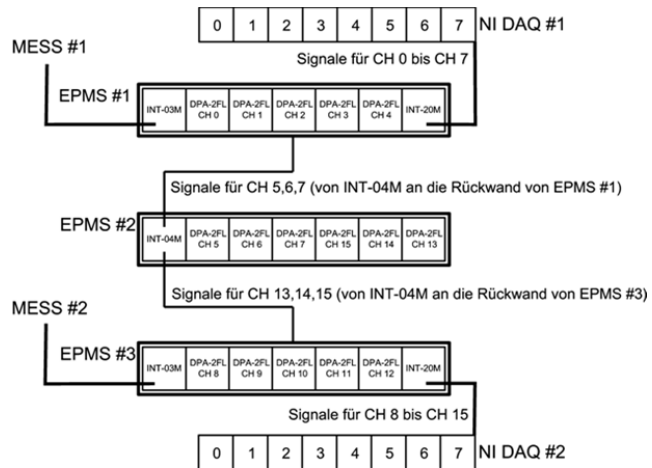 0 1 2 3 4 5 6 7 NI DAQ #1
MESS #1
Signale für CH 0 bis CH 7
EPMS #1
INT-03M DPA-2FL CH 0 DPA-2FL CH 1 DPA-2FL CH 2 DPA-2FL CH 3 DPA-2FL CH 4 INT-20M
Signale für CH 5,6,7 (von INT-04M an die Rückwand von EPMS #1)
EPMS #2
INT-04M DPA-2FL CH 5 DPA-2FL CH 6 DPA-2FL CH 7 DPA-2FL CH 15 DPA-2FL CH 14 DPA-2FL CH 13
Signale für CH 13,14,15 (von INT-04M an die Rückwand von EPMS #3)
MESS #2
EPMS #3
INT-03M DPA-2FL CH 8 DPA-2FL CH 9 DPA-2FL CH 10 DPA-2FL CH 11 DPA-2FL CH 12 INT-20M
Signale für CH 8 bis CH 15
0 1 2 3 4 5 6 7 NI DAQ #2